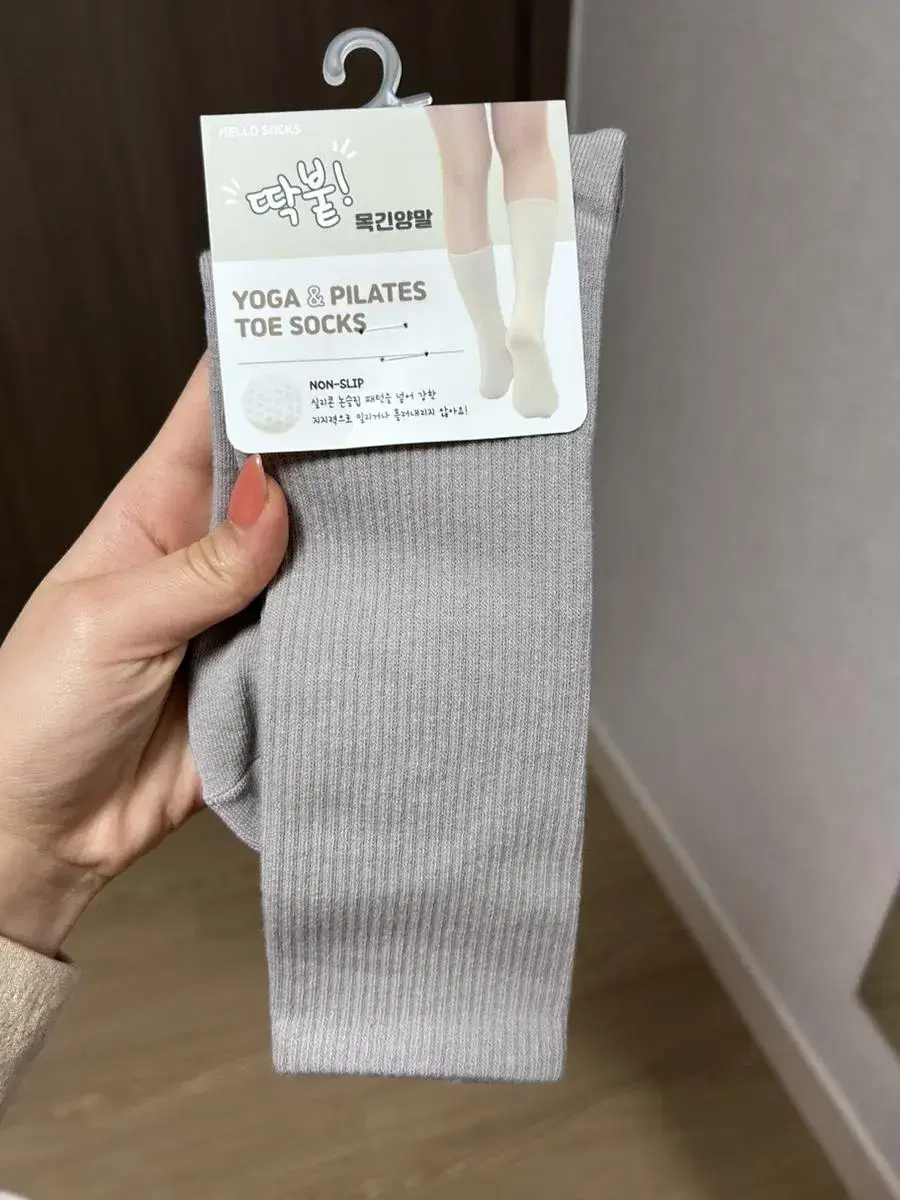 HELLO SOCKS
딱붙!
목긴양말
YOGA & PILATES
TOE SOCKS
NON-SLIP
실리콘 논슬립 패턴을 넣어 강한
지지력으로 밀리거나 흘러내리지 않아요!